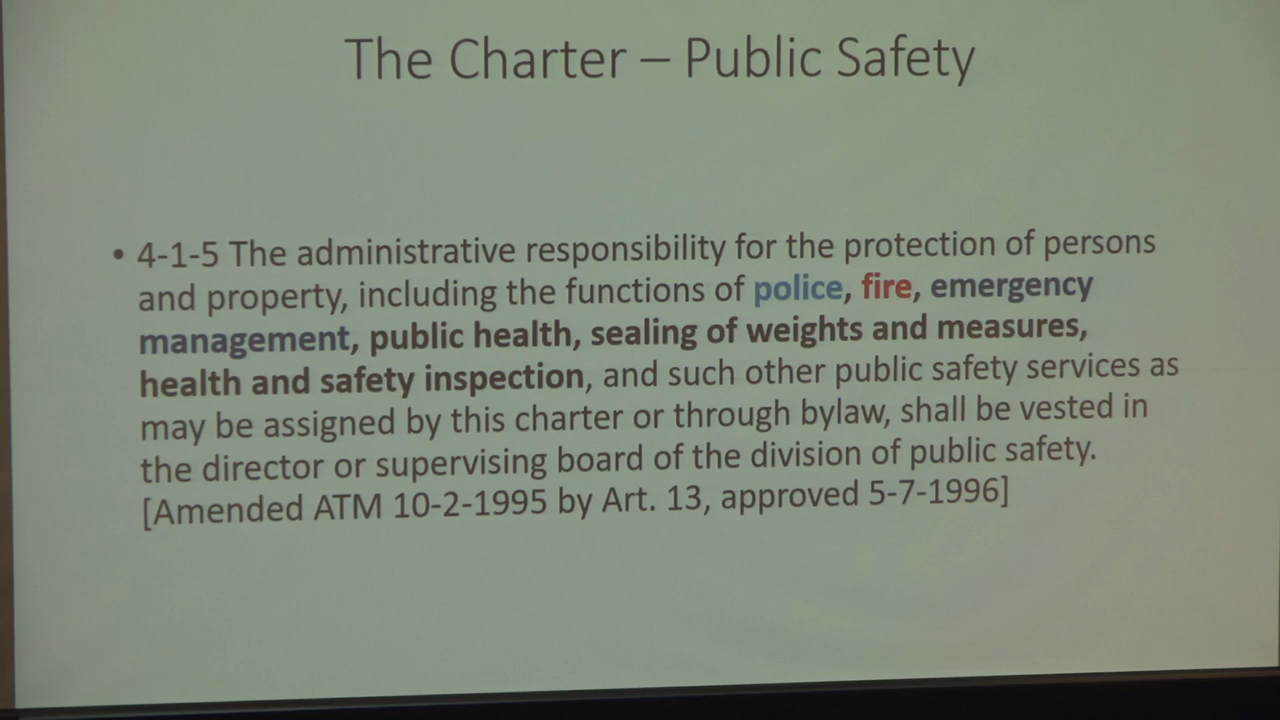 The Charter – Public Safety
• 4-1-5 The administrative responsibility for the protection of persons
and property, including the functions of police, fire, emergency
management, public health, sealing of weights and measures,
health and safety inspection, and such other public safety services as
may be assigned by this charter or through bylaw, shall be vested in
the director or supervising board of the division of public safety.
[Amended ATM 10-2-1995 by Art. 13, approved 5-7-1996]